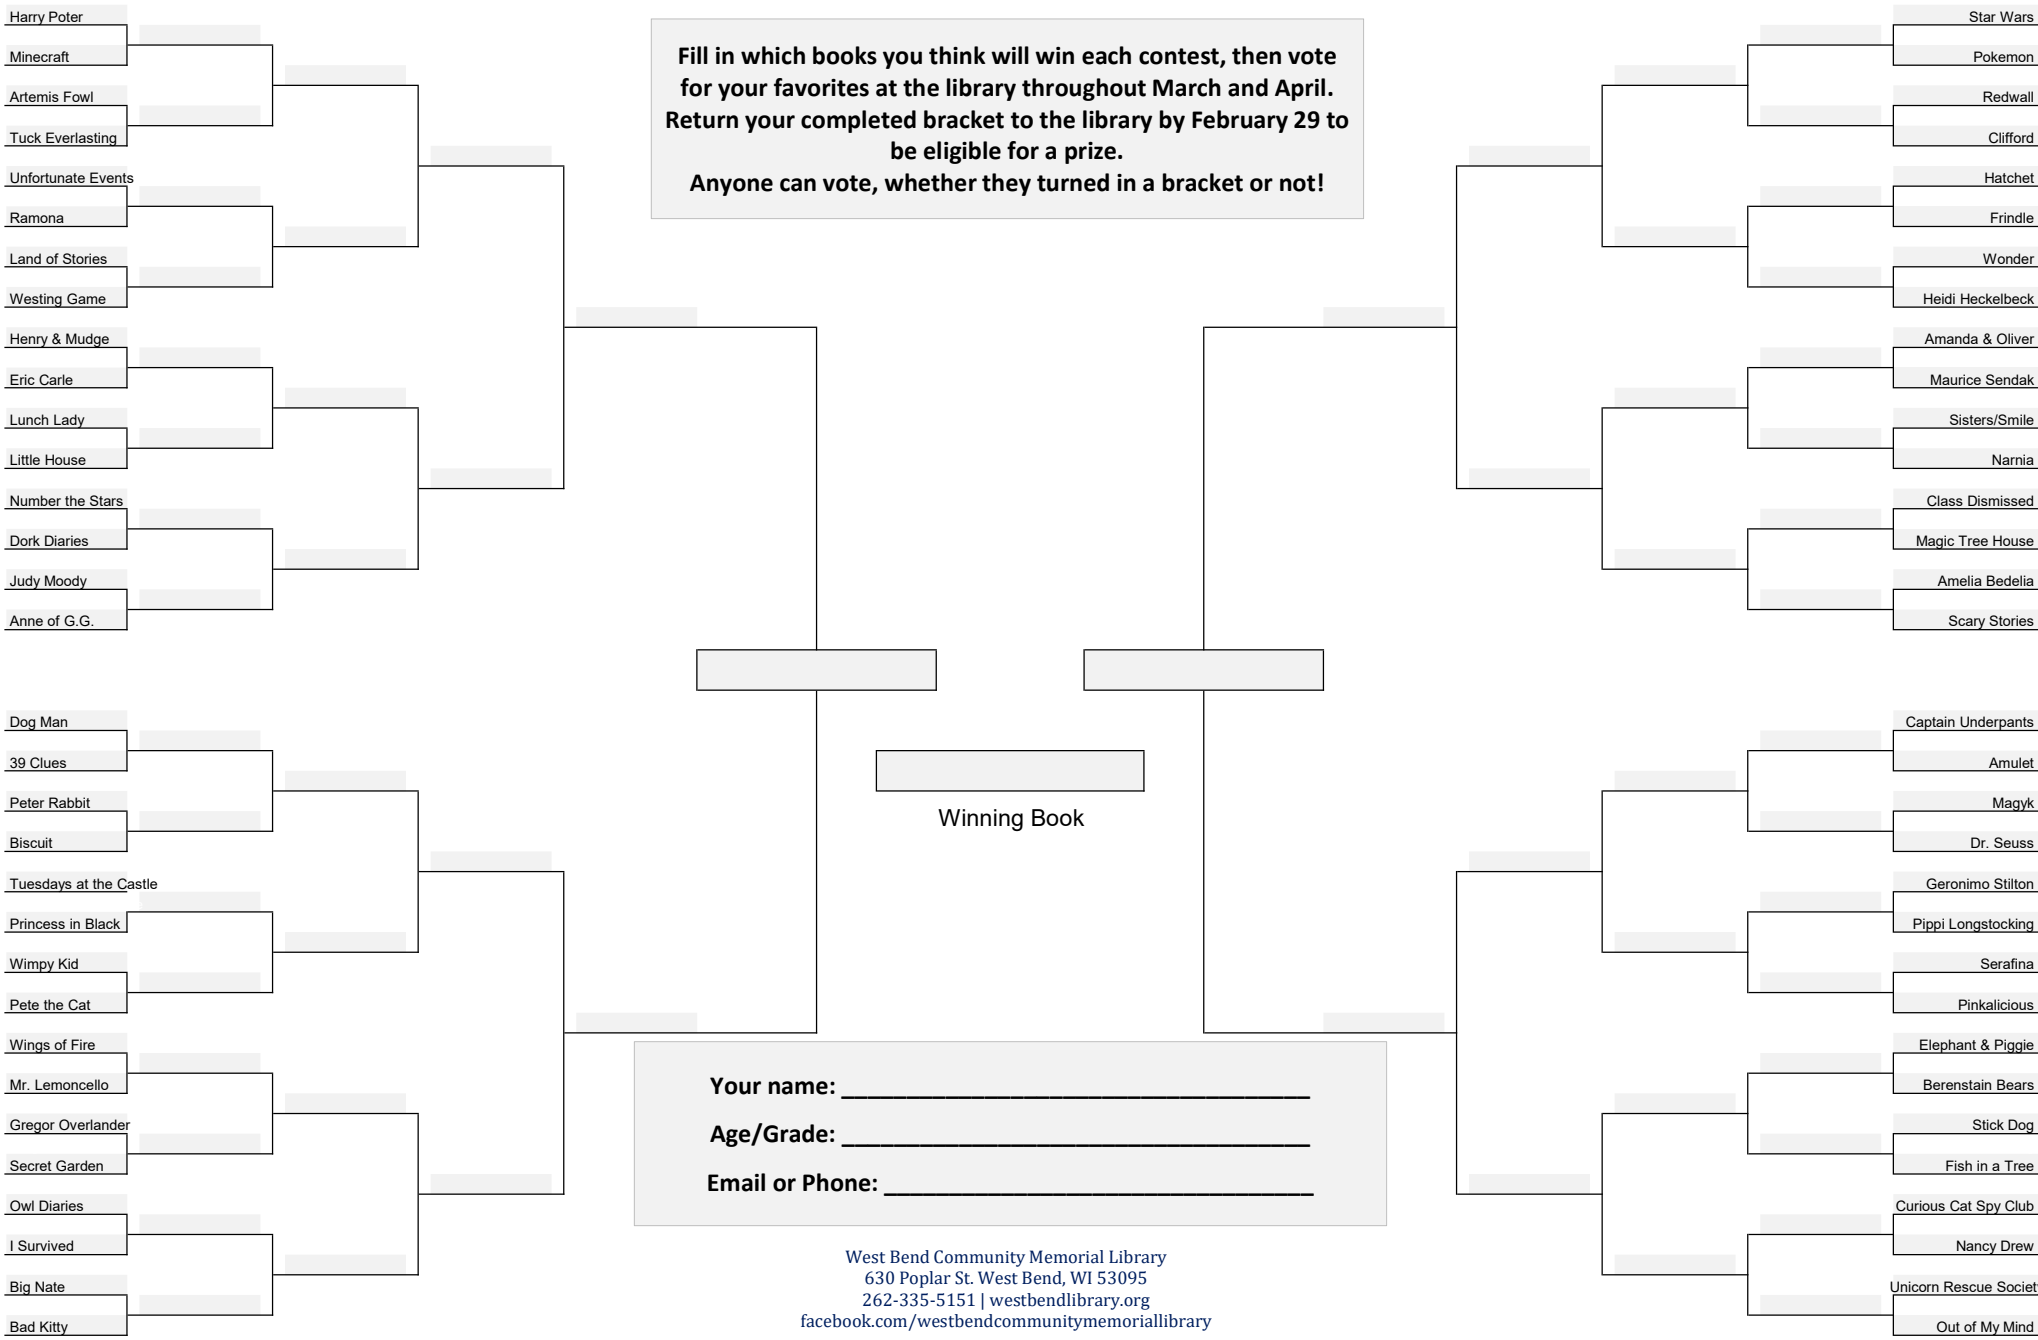 Harry Poter
Minecraft
Artemis Fowl
Tuck Everlasting
Unfortunate Events
Ramona
Land of Stories
Westing Game
Henry & Mudge
Eric Carle
Lunch Lady
Little House
Number the Stars
Dork Diaries
Judy Moody
Anne of G.G.
Dog Man
39 Clues
Peter Rabbit
Biscuit
Tuesdays at the Castle
Princess in Black
Wimpy Kid
Pete the Cat
Wings of Fire
Mr. Lemoncello
Gregor Overlander
Secret Garden
Owl Diaries
I Survived
Big Nate
Bad Kitty
Fill in which books you think will win each contest, then vote
for your favorites at the library throughout March and April.
Return your completed bracket to the library by February 29 to
be eligible for a prize.
Anyone can vote, whether they turned in a bracket or not!
Winning Book
Your name:
Age/Grade:
Email or Phone:
West Bend Community Memorial Library
630 Poplar St. West Bend, WI 53095
262-335-5151 | westbendlibrary.org
facebook.com/westbendcommunitymemoriallibrary
Star Wars
Pokemon
Redwall
Clifford
Hatchet
Frindle
Wonder
Heidi Heckelbeck
Amanda & Oliver
Maurice Sendak
Sisters/Smile
Narnia
Class Dismissed
Magic Tree House
Amelia Bedelia
Scary Stories
Captain Underpants
Amulet
Magyk
Dr. Seuss
Geronimo Stilton
Pippi Longstocking
Serafina
Pinkalicious
Elephant & Piggie
Berenstain Bears
Stick Dog
Fish in a Tree
Curious Cat Spy Club
Nancy Drew
Unicorn Rescue Societ
Out of My Mind